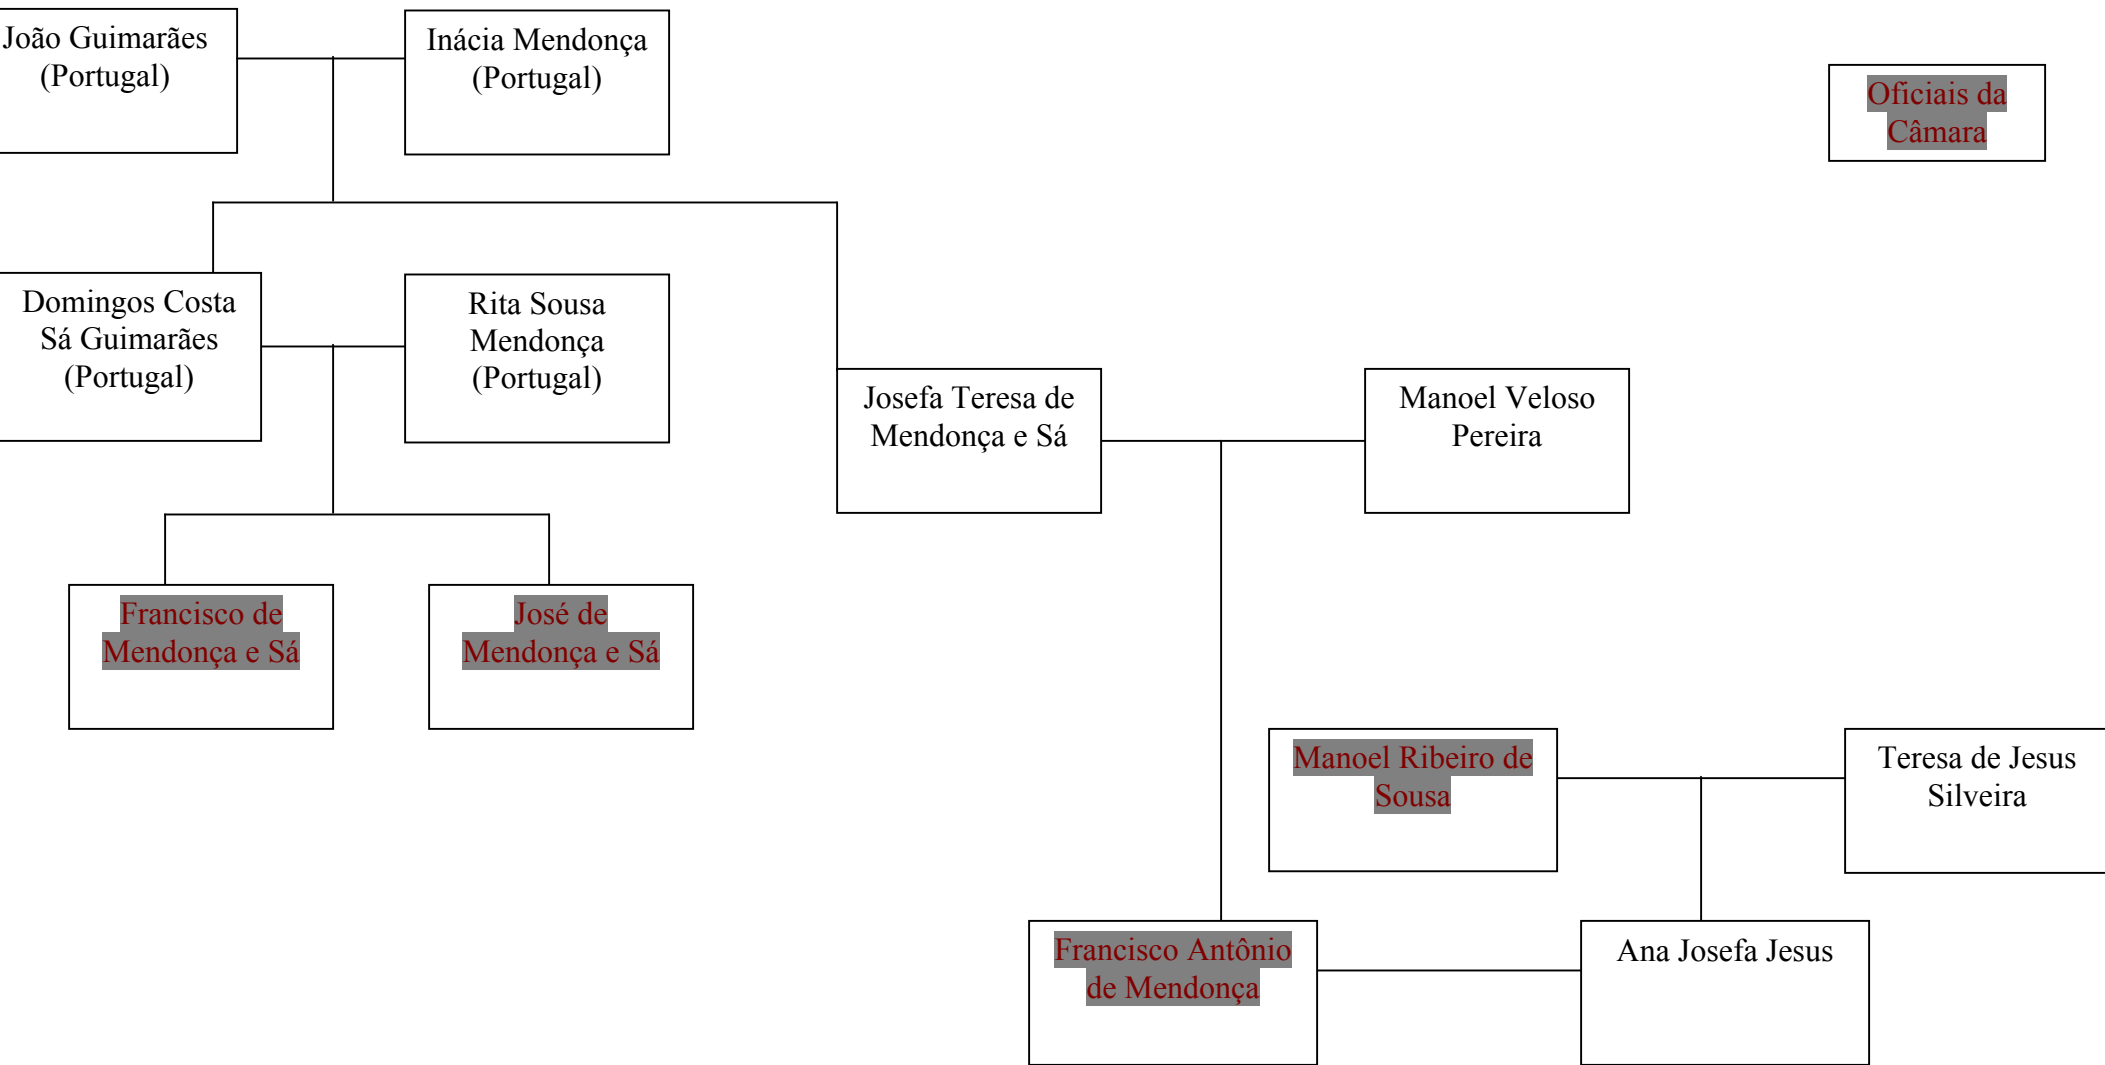 João Guimarães
(Portugal)
Inácia Mendonça
(Portugal)
Oficiais da
Câmara
Domingos Costa
Sá Guimarães
(Portugal)
Rita Sousa
Mendonça
(Portugal)
Josefa Teresa de
Mendonça e Sá
Manoel Veloso
Pereira
Francisco de
Mendonça e Sá
José de
Mendonça e Sá
Manoel Ribeiro de
Sousa
Teresa de Jesus
Silveira
Francisco Antônio
de Mendonça
Ana Josefa Jesus